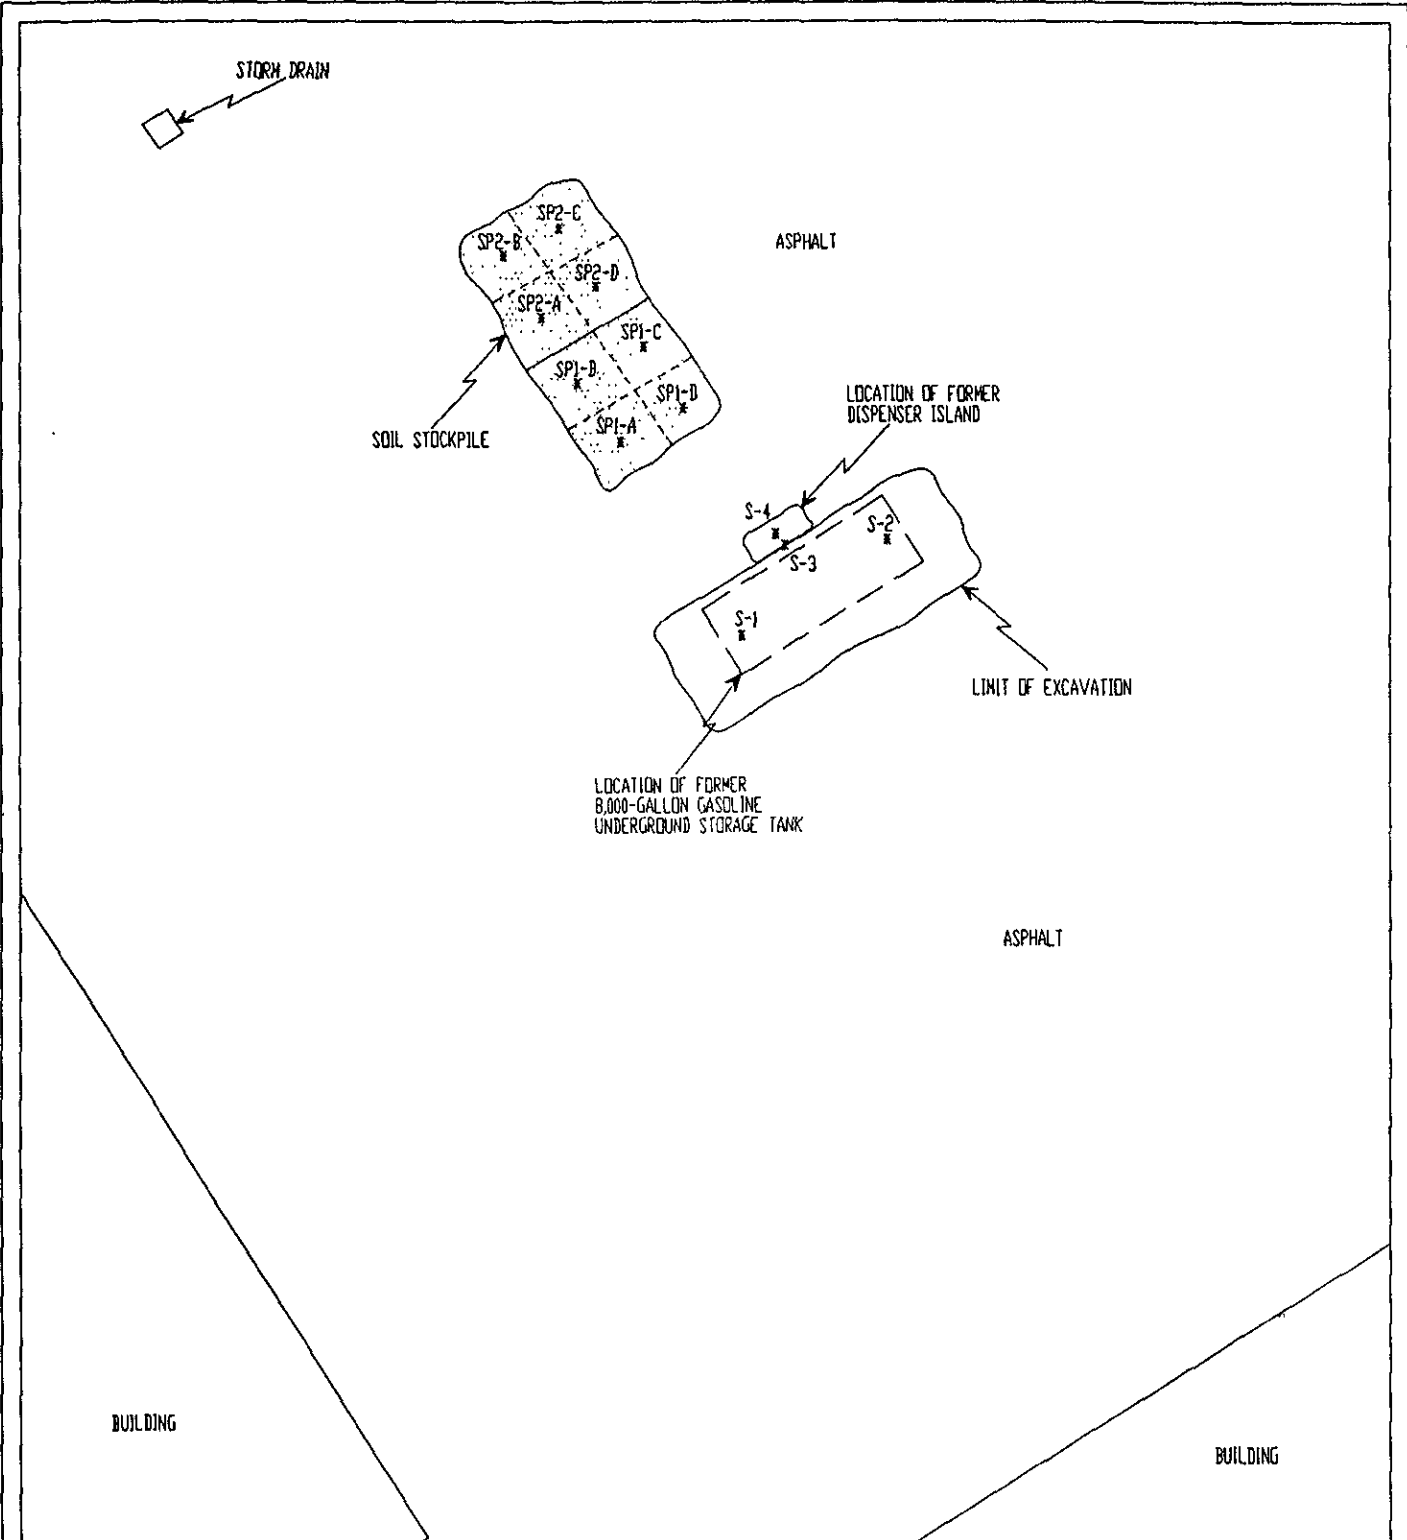 STORM DRAIN
SP2-C
SP2-B
ASPHALT
SP2-D
SP2-A
SP1-C
SP1-B
SP1-D
LOCATION OF FORMER
DISPENSER ISLAND
SP1-A
SOIL STOCKPILE
S-4
S-2
S-3
S-1
LIMIT OF EXCAVATION
LOCATION OF FORMER
8,000-GALLON GASOLINE
UNDERGROUND STORAGE TANK
ASPHALT
BUILDING
BUILDING